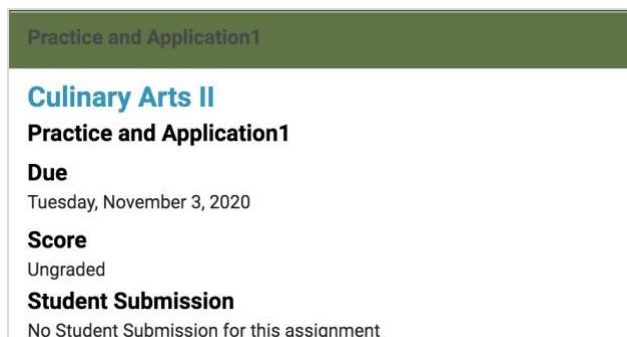 Practice and Application1
Culinary Arts II
Practice and Application1
Due
Tuesday, November 3, 2020
Score
Ungraded
Student Submission
No Student Submission for this assignment